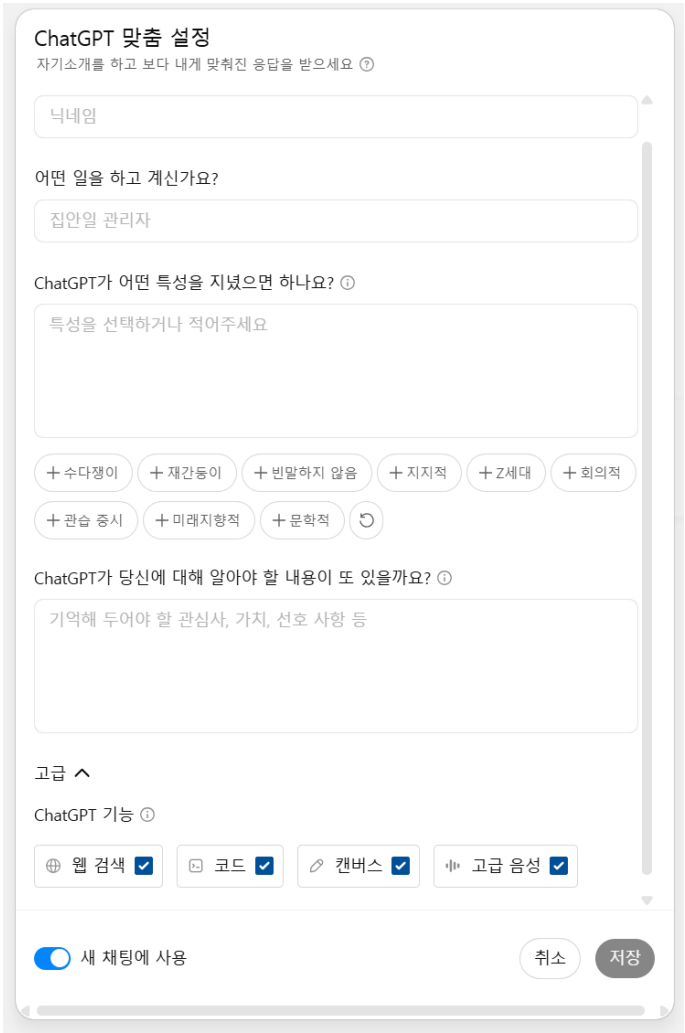 ChatGPT 맞춤 설정
자기소개를 하고 보다 내게 맞춰진 응답을 받으세요 ?
닉네임
어떤 일을 하고 계신가요?
집안일 관리자
ChatGPT가 어떤 특성을 지녔으면 하나요?
특성을 선택하거나 적어주세요
+ 수다쟁이 + 재간둥이 + 빈말하지 않음 + 지지적 + Z세대 + 회의적
+ 관습 중시 + 미래지향적 + 문학적
ChatGPT가 당신에 대해 알아야 할 내용이 또 있을까요?
기억해 두어야 할 관심사, 가치, 선호 사항 등
고급
ChatGPT 기능
웹 검색 코드 캔버스 고급 음성
새 채팅에 사용 취소 저장